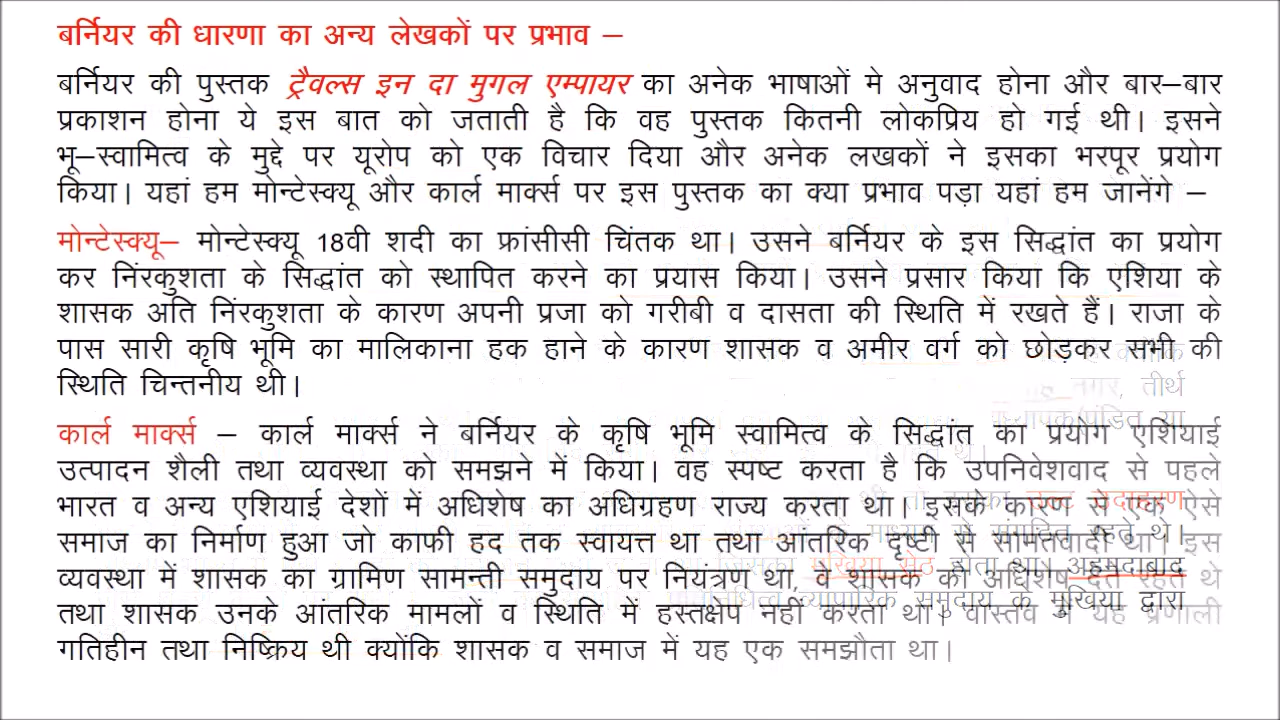 बर्नियर की धारणा का अन्य लेखकों पर प्रभाव –
बर्नियर की पुस्तक ट्रैवल्स इन दा मुगल एम्पायर का अनेक भाषाओं मे अनुवाद होना और बार–बार
प्रकाशन होना ये इस बात को जताती है कि वह पुस्तक कितनी लोकप्रिय हो गई थी। इसने
भू–स्वामित्व के मुद्दे पर यूरोप को एक विचार दिया और अनेक लखकों ने इसका भरपूर प्रयोग
किया। यहां हम मोन्टेस्क्यू और कार्ल मार्क्स पर इस पुस्तक का क्या प्रभाव पड़ा यहां हम जानेंगे –
मोन्टेस्क्यू– मोन्टेस्क्यू 18वी शदी का फ्रांसीसी चिंतक था। उसने बर्नियर के इस सिद्धांत का प्रयोग
कर निंरकुशता के सिद्धांत को स्थापित करने का प्रयास किया। उसने प्रसार किया कि एशिया के
शासक अति निंरकुशता के कारण अपनी प्रजा को गरीबी व दासता की स्थिति में रखते हैं। राजा के
पास सारी कृषि भूमि का मालिकाना हक हाने के कारण शासक व अमीर वर्ग को छोड़कर सभी की
स्थिति चिन्तनीय थी।
कार्ल मार्क्स – कार्ल मार्क्स ने बर्नियर के कृषि भूमि स्वामित्व के सिद्धांत का प्रयोग एशियाई
उत्पादन शैली तथा व्यवस्था को समझने में किया। वह स्पष्ट करता है कि उपनिवेशवाद से पहले
भारत व अन्य एशियाई देशों में अधिशेष का अधिग्रहण राज्य करता था। इसके कारण से एक ऐसे
समाज का निर्माण हुआ जो काफी हद तक स्वायत्त था तथा आंतरिक दृष्टी से सामंतवादी था। इस
व्यवस्था में शासक का ग्रामिण सामन्ती समुदाय पर नियंत्रण था, वे शासक को अधिशेष देते रहते थे
तथा शासक उनके आंतरिक मामलों व स्थिति में हस्तक्षेप नहीं करता था। वास्तव में यह प्रणाली
गतिहीन तथा निष्क्रिय थी क्योंकि शासक व समाज में यह एक समझौता था।